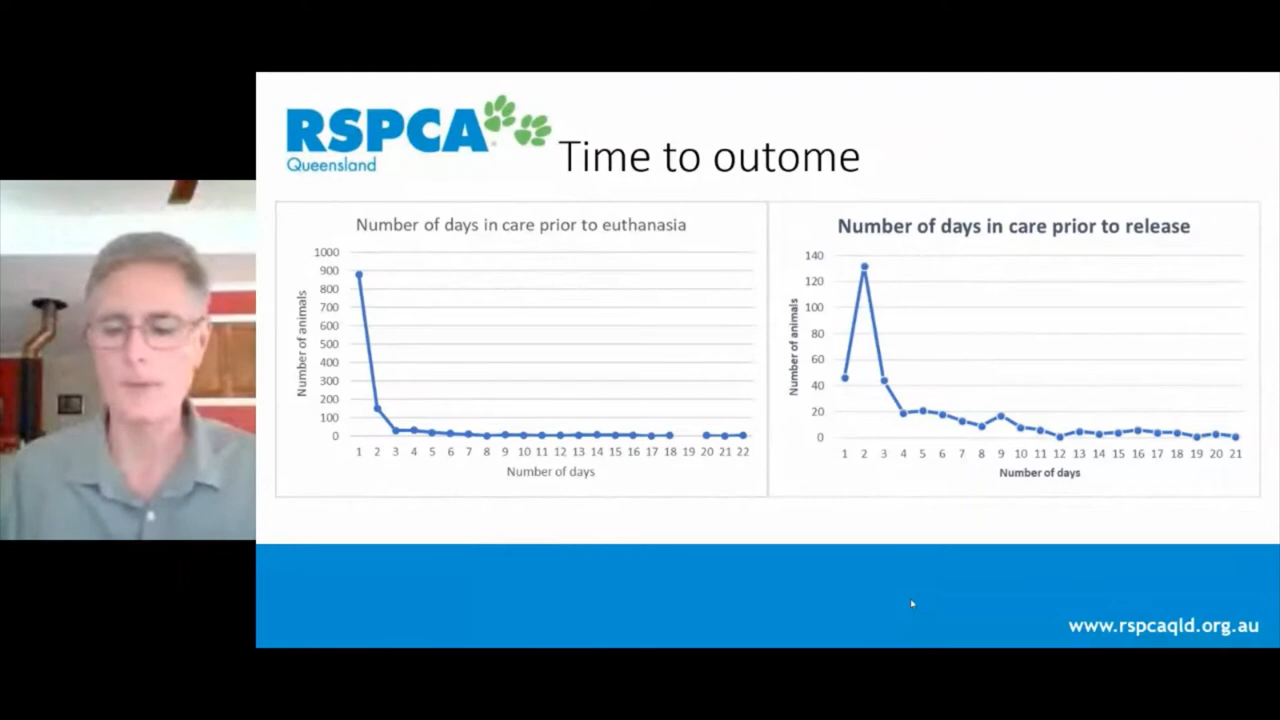 RSPCA
Queensland
Time to outome
Number of days in care prior to euthanasia
1000
900
800
700
600
500
400
300
200
100
0
Number of animals
1 2 3 4 5 6 7 8 9 10 11 12 13 14 15 16 17 18 19 20 21 22
Number of days
Number of days in care prior to release
140
120
100
80
60
40
20
0
Number of animals
1 2 3 4 5 6 7 8 9 10 11 12 13 14 15 16 17 18 19 20 21
Number of days
www.rspcaqld.org.au